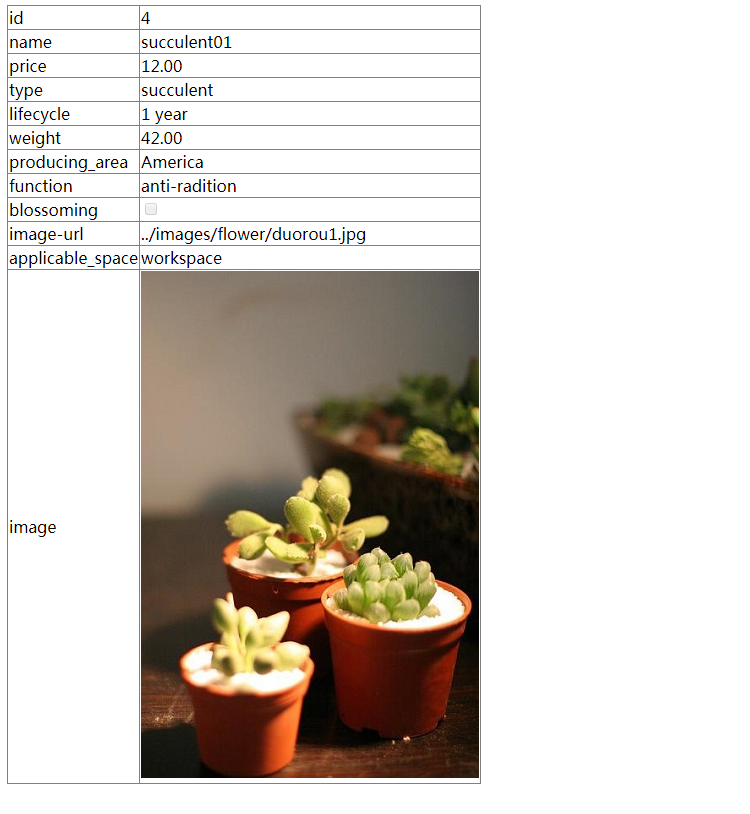 id 4
name succulent01
price 12.00
type succulent
lifecycle 1 year
weight 42.00
producing_area America
function anti-radition
blossoming
image-url ../images/flower/duorou1.jpg
applicable_space workspace
image